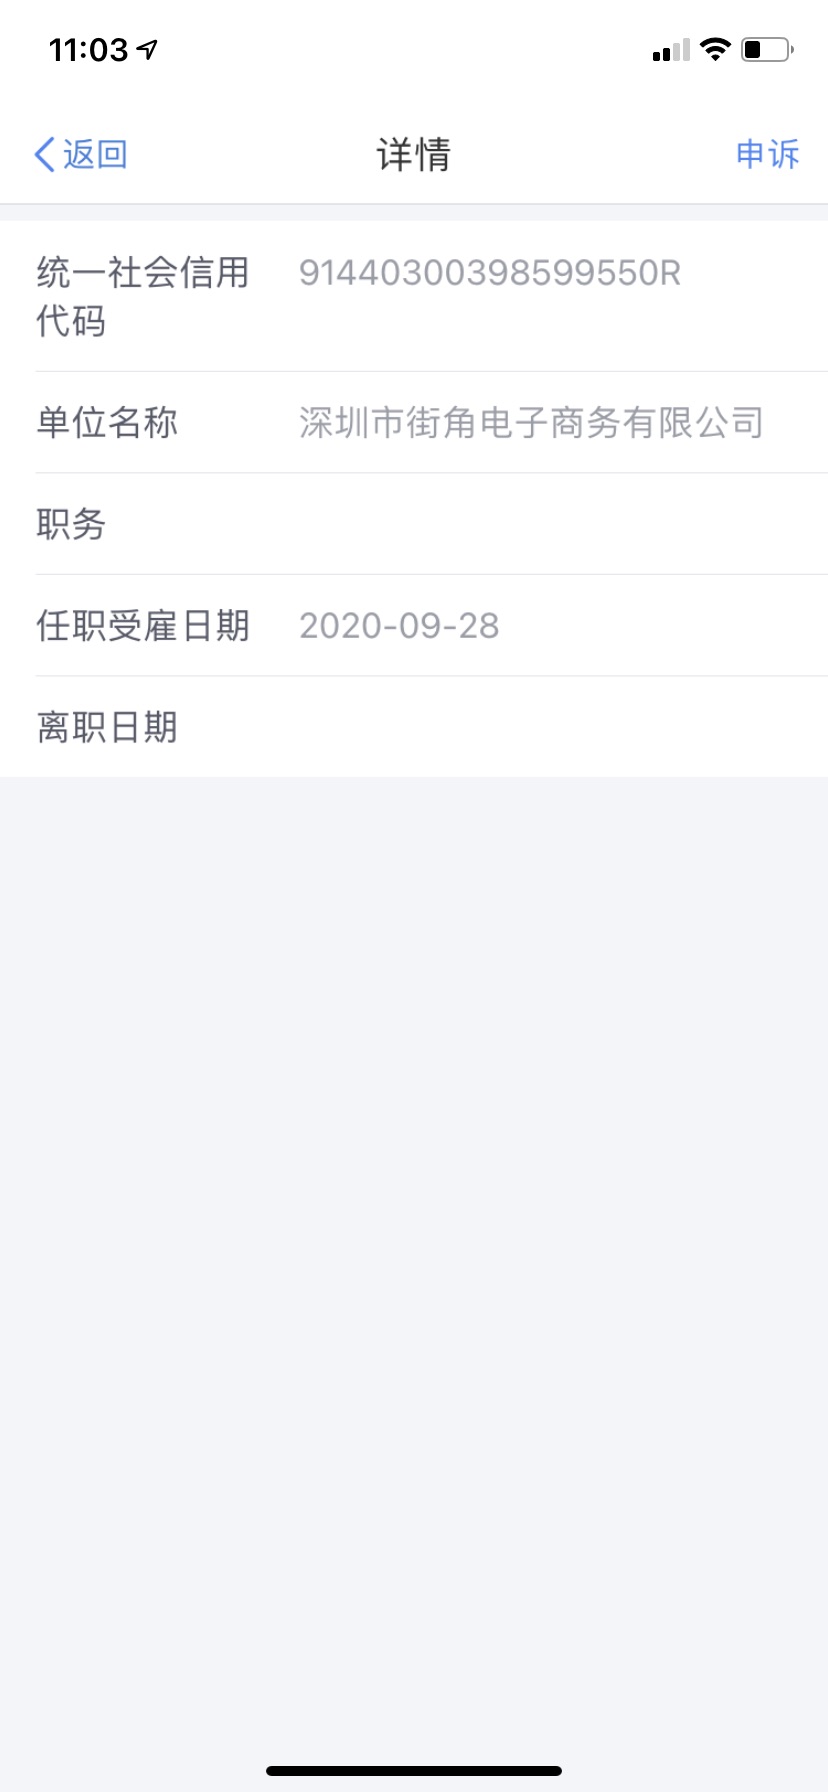 11:03
返回
详情
申诉
统一社会信用
代码
91440300398599550R
单位名称
深圳市街角电子商务有限公司
职务
任职受雇日期
2020-09-28
离职日期